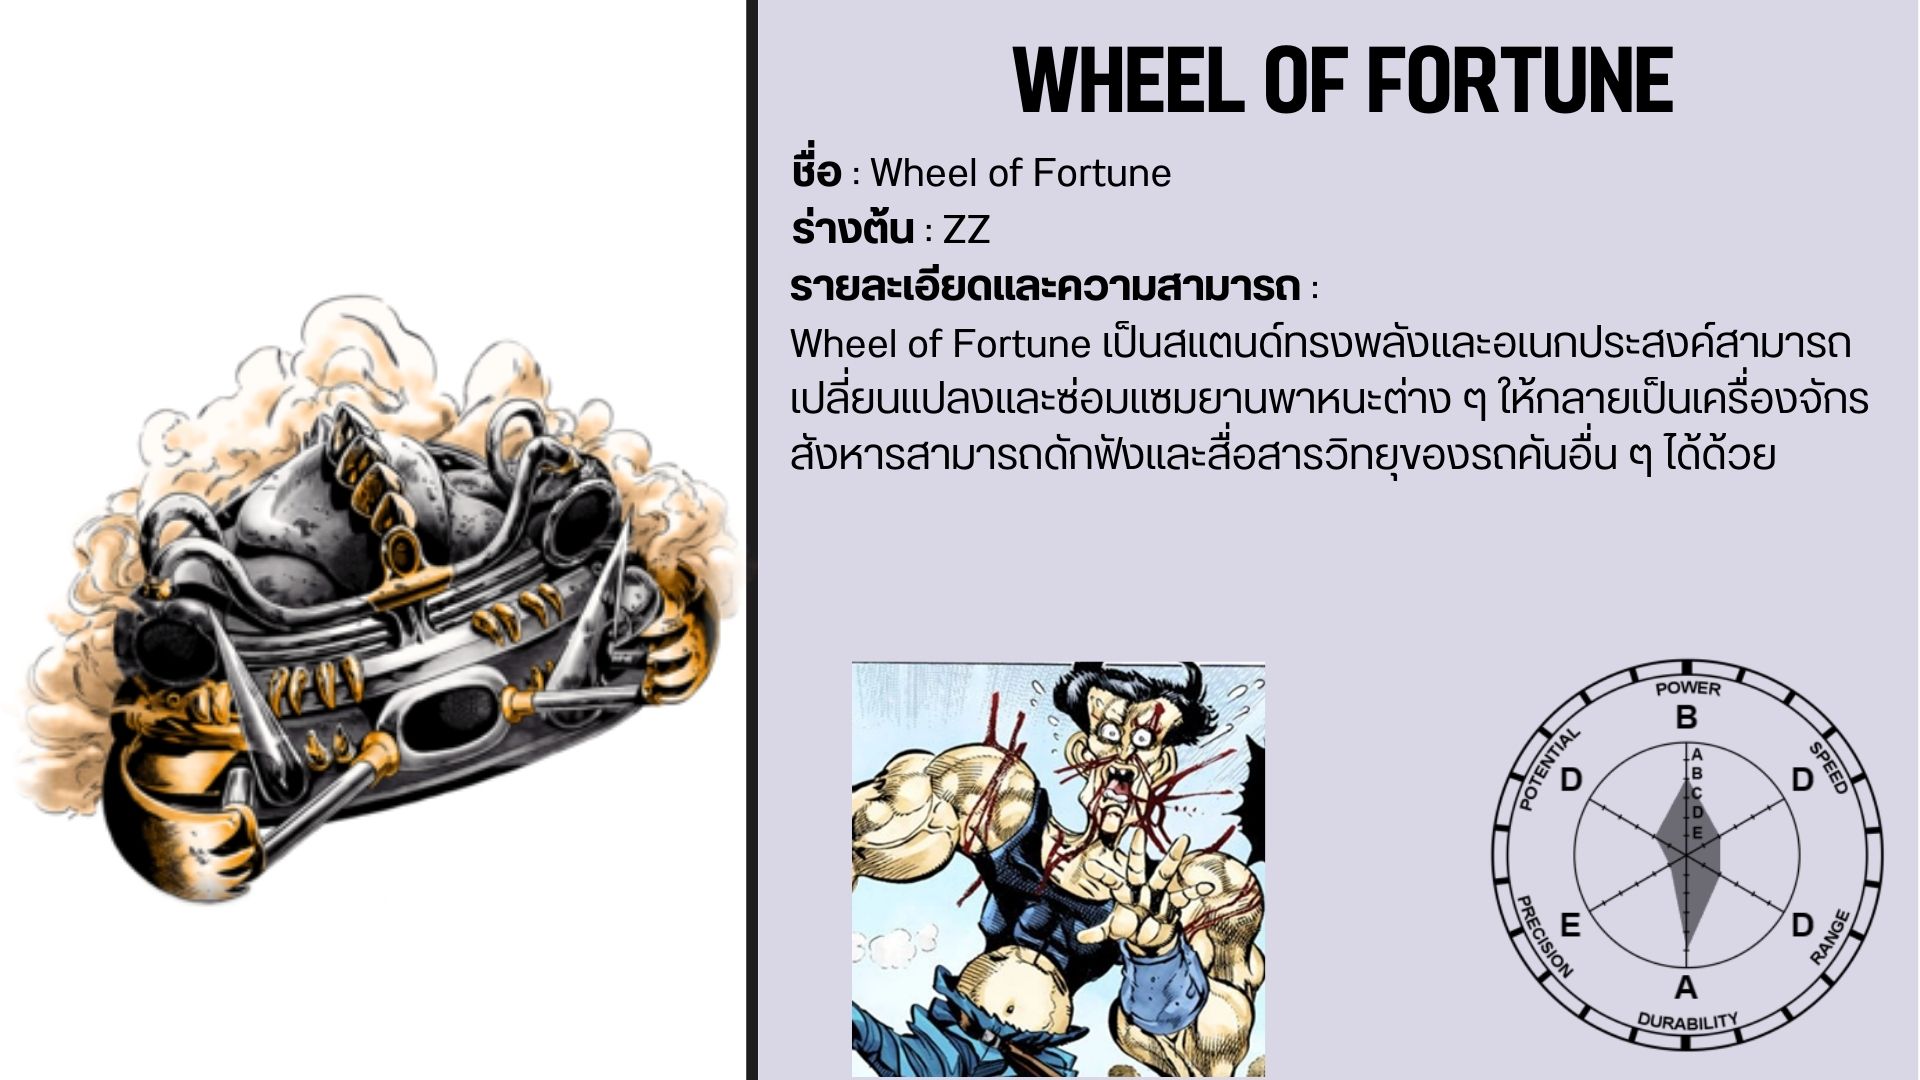 WHEEL OF FORTUNE
ชื่อ : Wheel of Fortune
ร่างต้น : ZZ
รายละเอียดและความสามารถ :
Wheel of Fortune เป็นสแตนด์ทรงพลังและอเนกประสงค์สามารถ
เปลี่ยนแปลงและซ่อมแซมยานพาหนะต่าง ๆ ให้กลายเป็นเครื่องจักร
สังหารสามารถดักฟังและสื่อสารวิทยุของรถคันอื่น ๆ ได้ด้วย
POWER
B
POTENTIAL
D
SPEED
D
A
B
C
D
E
PRECISION
E
RANGE
D
A
DURABILITY